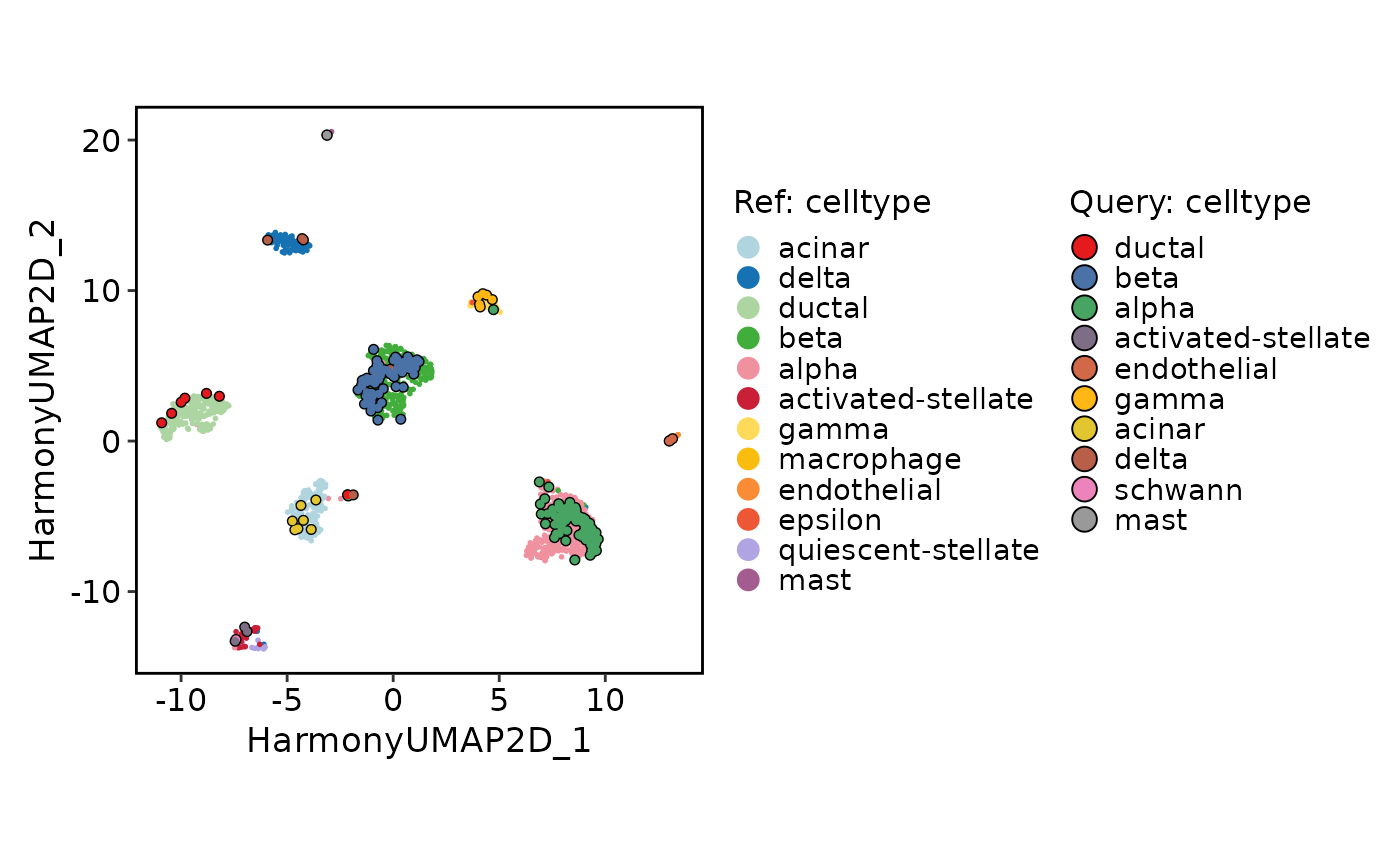 HarmonyUMAP2D_2
20
10
0
-10
-10
-5
0
5
10
HarmonyUMAP2D_1
Ref: celltype
acinar
delta
ductal
beta
alpha
activated-stellate
gamma
macrophage
endothelial
epsilon
quiescent-stellate
mast
Query: celltype
ductal
beta
alpha
activated-stellate
endothelial
gamma
acinar
delta
schwann
mast